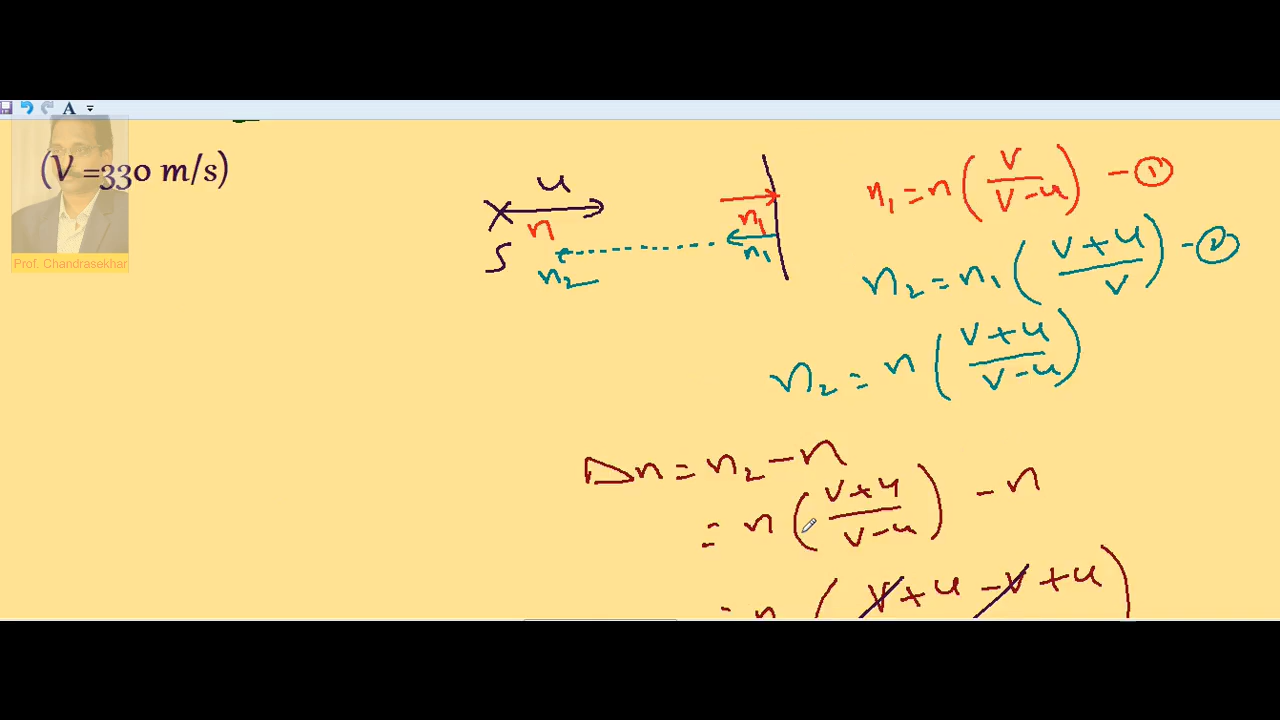 A
(V =330 m/s)
Prof. Chandrasekhar
u
n
S
n₂
n₁
n₁
n₁ = n (V / V-u) - ①
n₂ = n₁ (V+u / V) - ②
n₂ = n (V+u / V-u)
Δn = n₂ - n
= n (V+u / V-u) - n
= n ( V+u -V+u )